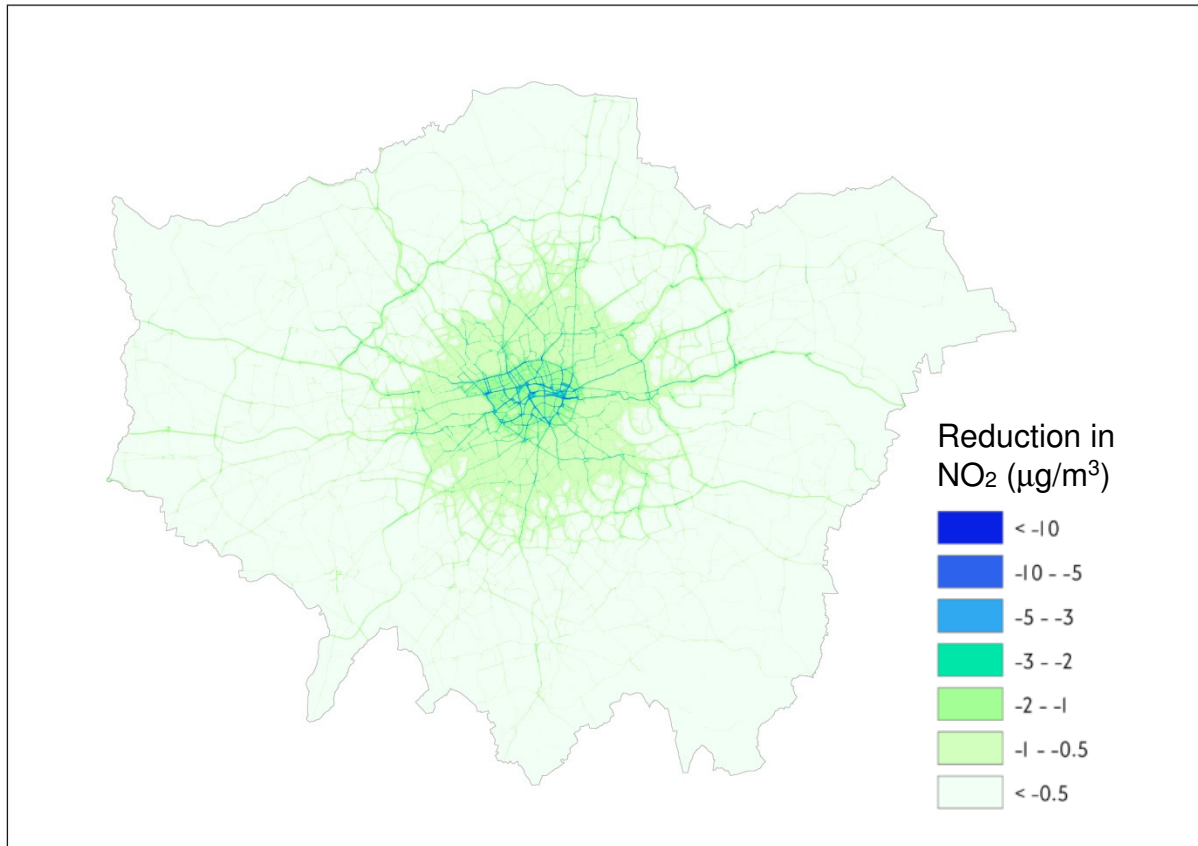 Reduction in
NO₂ (μg/m³)
< -10
-10 - -5
-5 - -3
-3 - -2
-2 - -1
-1 - -0.5
< -0.5